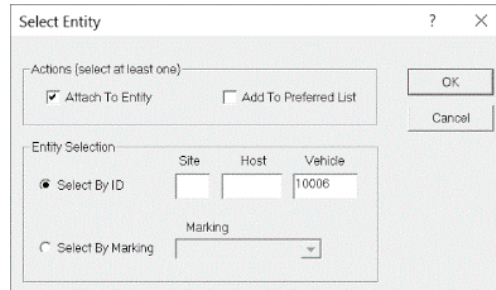 Select Entity ? X
Actions (select at least one)
Attach To Entity Add To Preferred List
OK
Cancel
Entity Selection
Site Host Vehicle
Select By ID 10006
Marking
Select By Marking